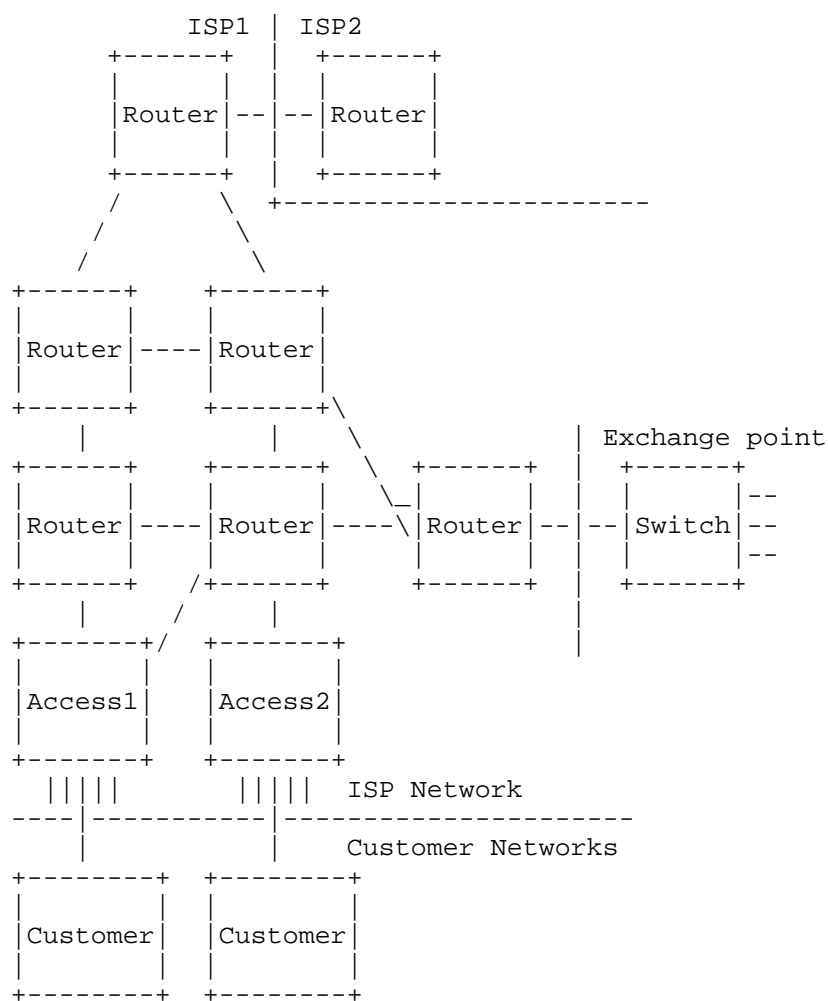 ISP1 ISP2
Router Router
Router Router
Exchange point
Router Router Router Switch
Access1 Access2
ISP Network
Customer Networks
Customer Customer